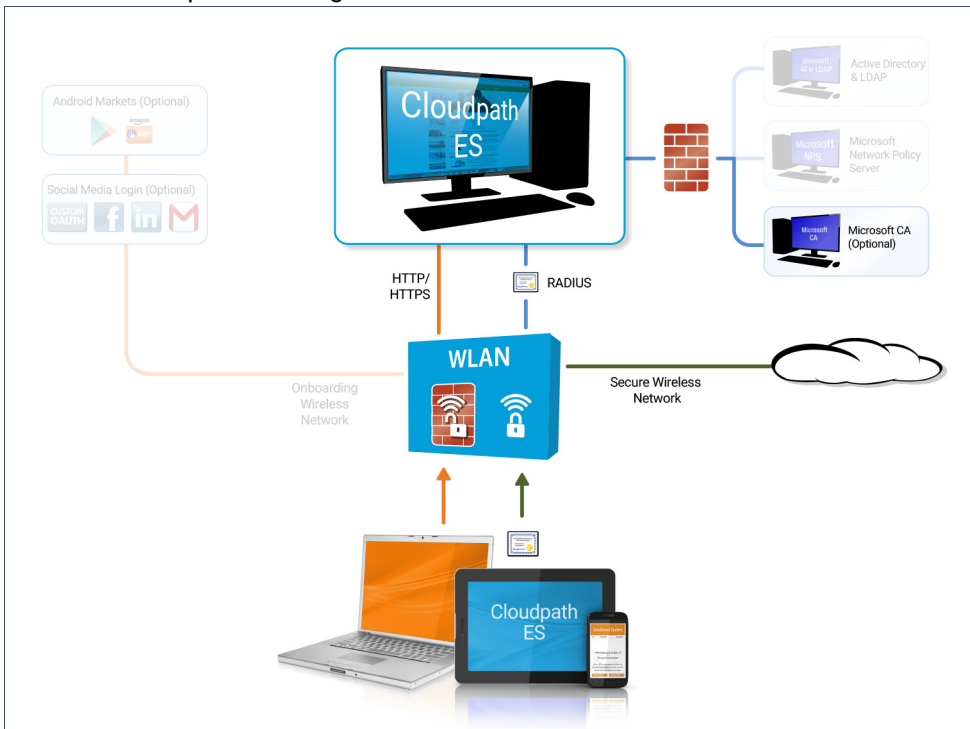 Cloudpath
ES
Android Markets (Optional)
amazon
Social Media Login (Optional)
CUSTOM
OAUTH
f
in
M
Microsoft
AD or LDAP
Active Directory
& LDAP
Microsoft
NPS
Microsoft
Network Policy
Server
Microsoft
CA
Microsoft CA
(Optional)
HTTP/
HTTPS
RADIUS
WLAN
Onboarding
Wireless
Network
Secure Wireless
Network
Cloudpath
ES